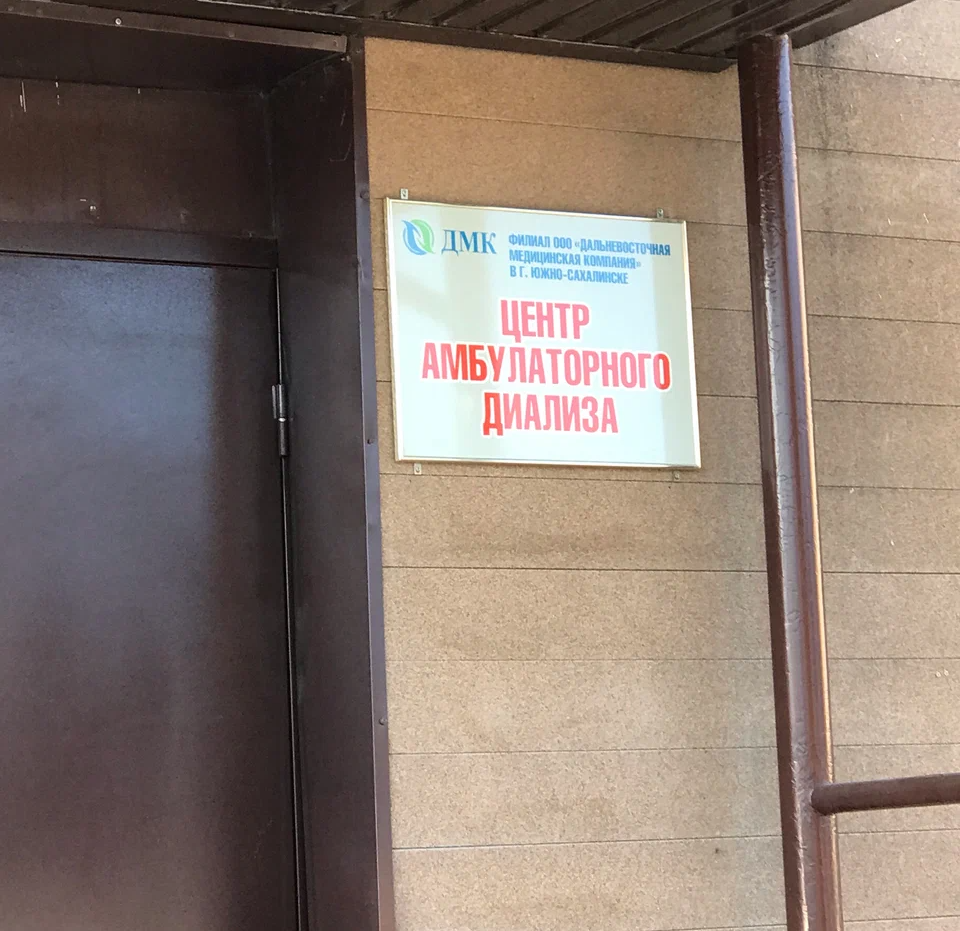 ДМК
ФИЛИАЛ ООО «ДАЛЬНЕВОСТОЧНАЯ
МЕДИЦИНСКАЯ КОМПАНИЯ»
В Г. ЮЖНО-САХАЛИНСКЕ
ЦЕНТР
АМБУЛАТОРНОГО
ДИАЛИЗА